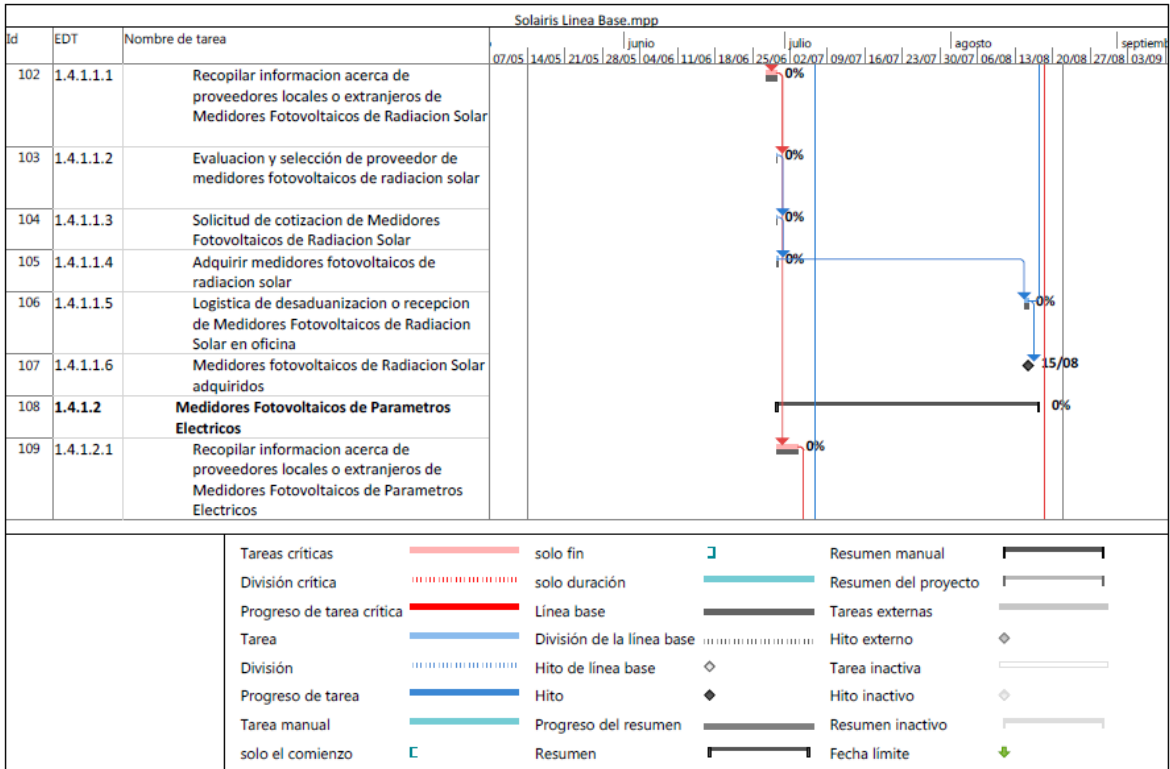 Solairis Linea Base.mpp
Id EDT Nombre de tarea
junio julio agosto septiemb
07/05 14/05 21/05 28/05 04/06 11/06 18/06 25/06 02/07 09/07 16/07 23/07 30/07 06/08 13/08 20/08 27/08 03/09
102 1.4.1.1.1 Recopilar informacion acerca de 0%
proveedores locales o extranjeros de
Medidores Fotovoltaicos de Radiacion Solar
103 1.4.1.1.2 Evaluacion y selección de proveedor de 0%
medidores fotovoltaicos de radiacion solar
104 1.4.1.1.3 Solicitud de cotizacion de Medidores 0%
Fotovoltaicos de Radiacion Solar
105 1.4.1.1.4 Adquirir medidores fotovoltaicos de 0%
radiacion solar
106 1.4.1.1.5 Logistica de desaduanizacion o recepcion 0%
de Medidores Fotovoltaicos de Radiacion
Solar en oficina
107 1.4.1.1.6 Medidores fotovoltaicos de Radiacion Solar 15/08
adquiridos
108 1.4.1.2 Medidores Fotovoltaicos de Parametros 0%
Electricos
109 1.4.1.2.1 Recopilar informacion acerca de 0%
proveedores locales o extranjeros de
Medidores Fotovoltaicos de Parametros
Electricos
Tareas críticas solo fin Resumen manual
División crítica solo duración Resumen del proyecto
Progreso de tarea crítica Línea base Tareas externas
Tarea División de la línea base Hito externo
División Hito de línea base Tarea inactiva
Progreso de tarea Hito Hito inactivo
Tarea manual Progreso del resumen Resumen inactivo
solo el comienzo Resumen Fecha límite